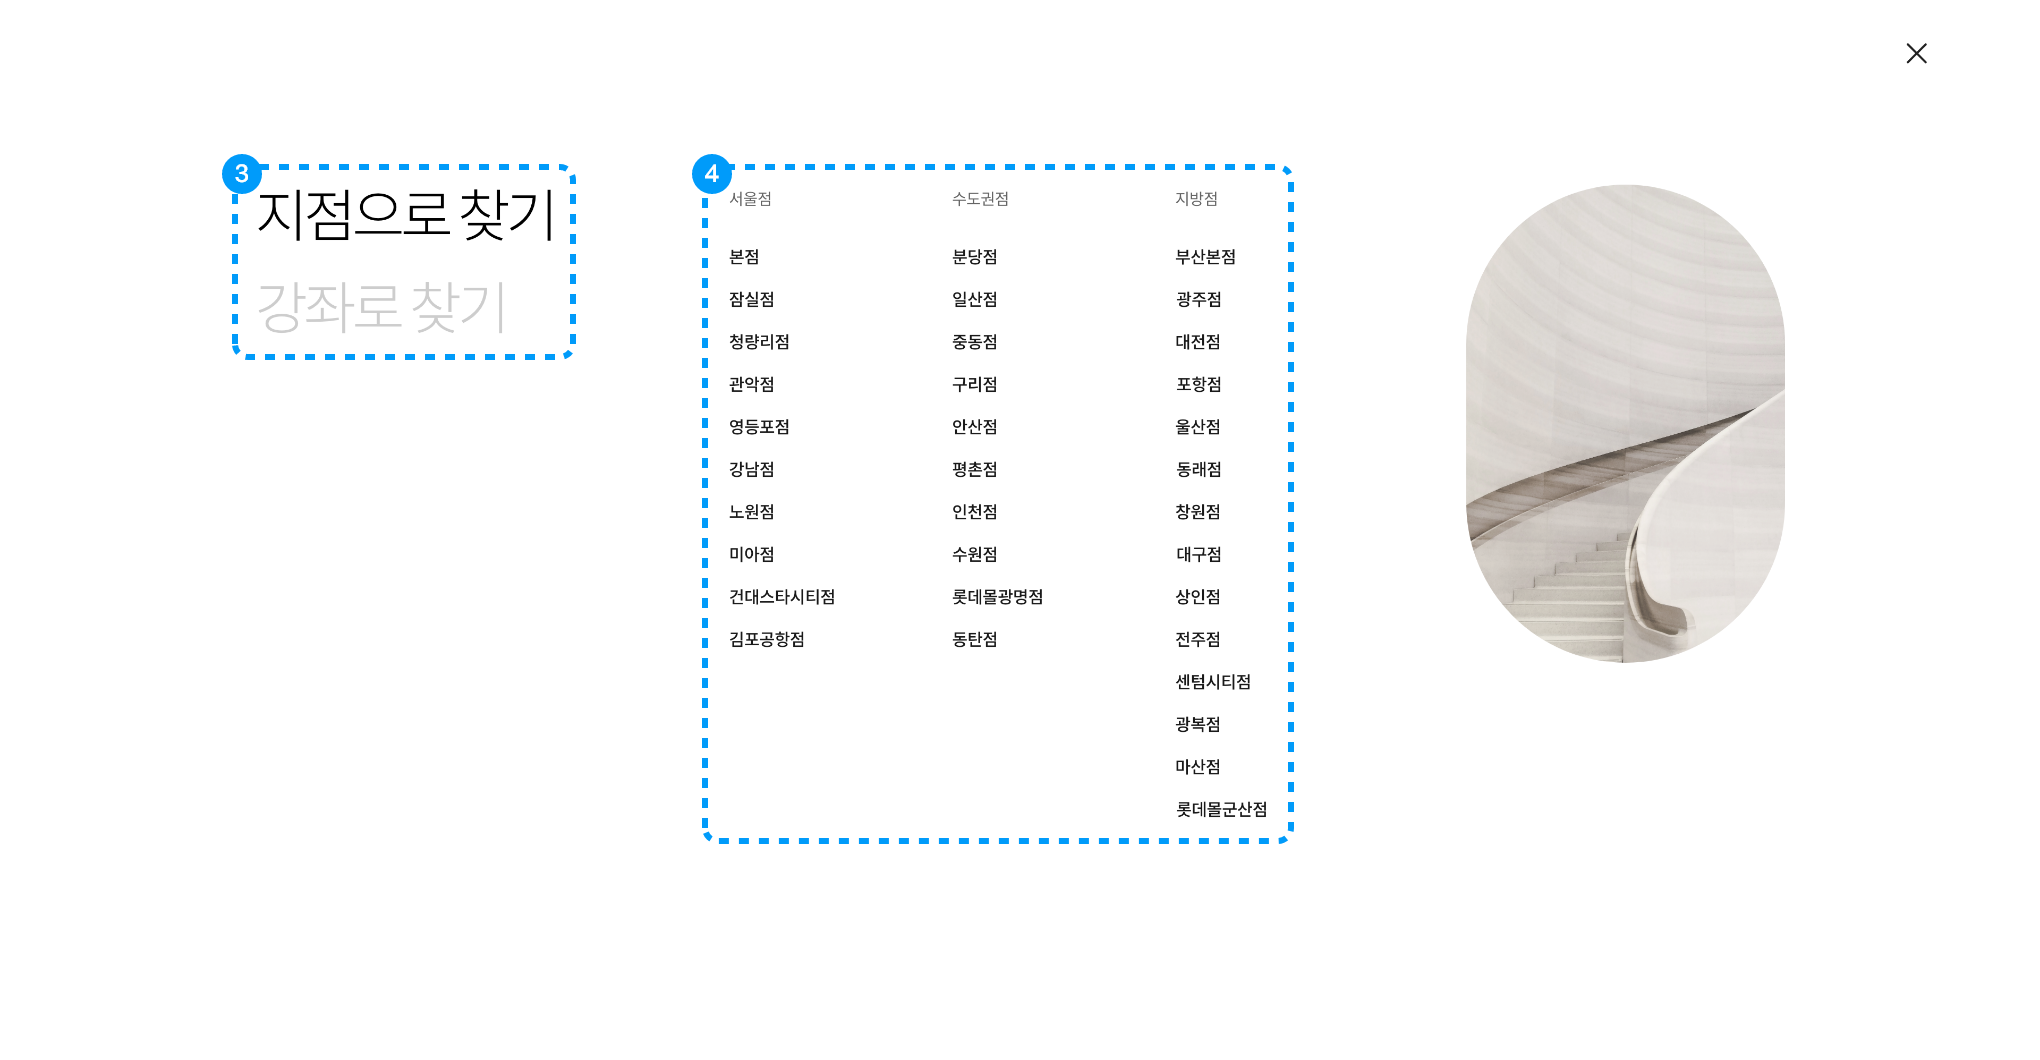 3
지점으로 찾기
강좌로 찾기
4
서울점
본점
잠실점
청량리점
관악점
영등포점
강남점
노원점
미아점
건대스타시티점
김포공항점
수도권점
분당점
일산점
중동점
구리점
안산점
평촌점
인천점
수원점
롯데몰광명점
동탄점
지방점
부산본점
광주점
대전점
포항점
울산점
동래점
창원점
대구점
상인점
전주점
센텀시티점
광복점
마산점
롯데몰군산점